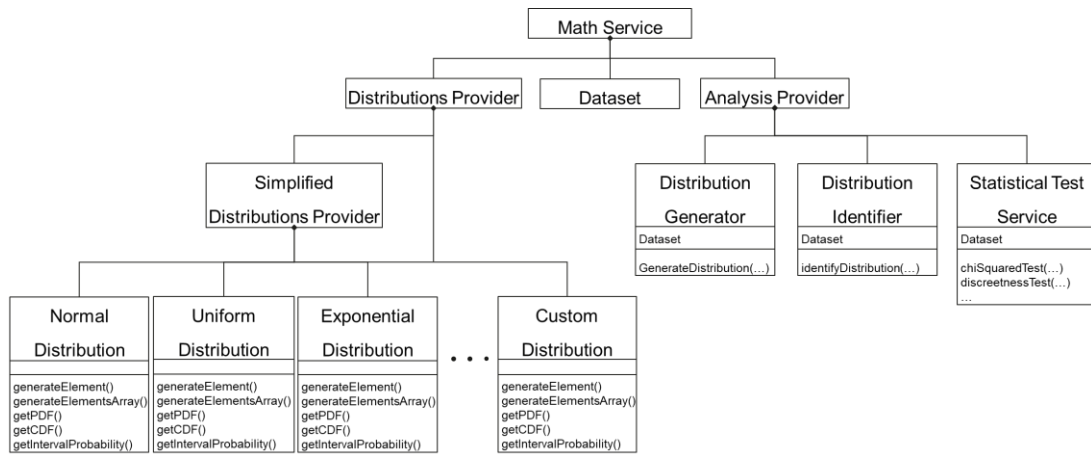 Math Service
Distributions Provider
Dataset
Analysis Provider
Simplified
Distributions Provider
Distribution
Generator
Dataset
GenerateDistribution(...)
Distribution
Identifier
Dataset
identifyDistribution(...)
Statistical Test
Service
Dataset
chiSquaredTest(...)
discreetnessTest(...)
...
Normal
Distribution
generateElement()
generateElementsArray()
getPDF()
getCDF()
getIntervalProbability()
Uniform
Distribution
generateElement()
generateElementsArray()
getPDF()
getCDF()
getIntervalProbability()
Exponential
Distribution
generateElement()
generateElementsArray()
getPDF()
getCDF()
getIntervalProbability()
• • •
Custom
Distribution
generateElement()
generateElementsArray()
getPDF()
getCDF()
getIntervalProbability()